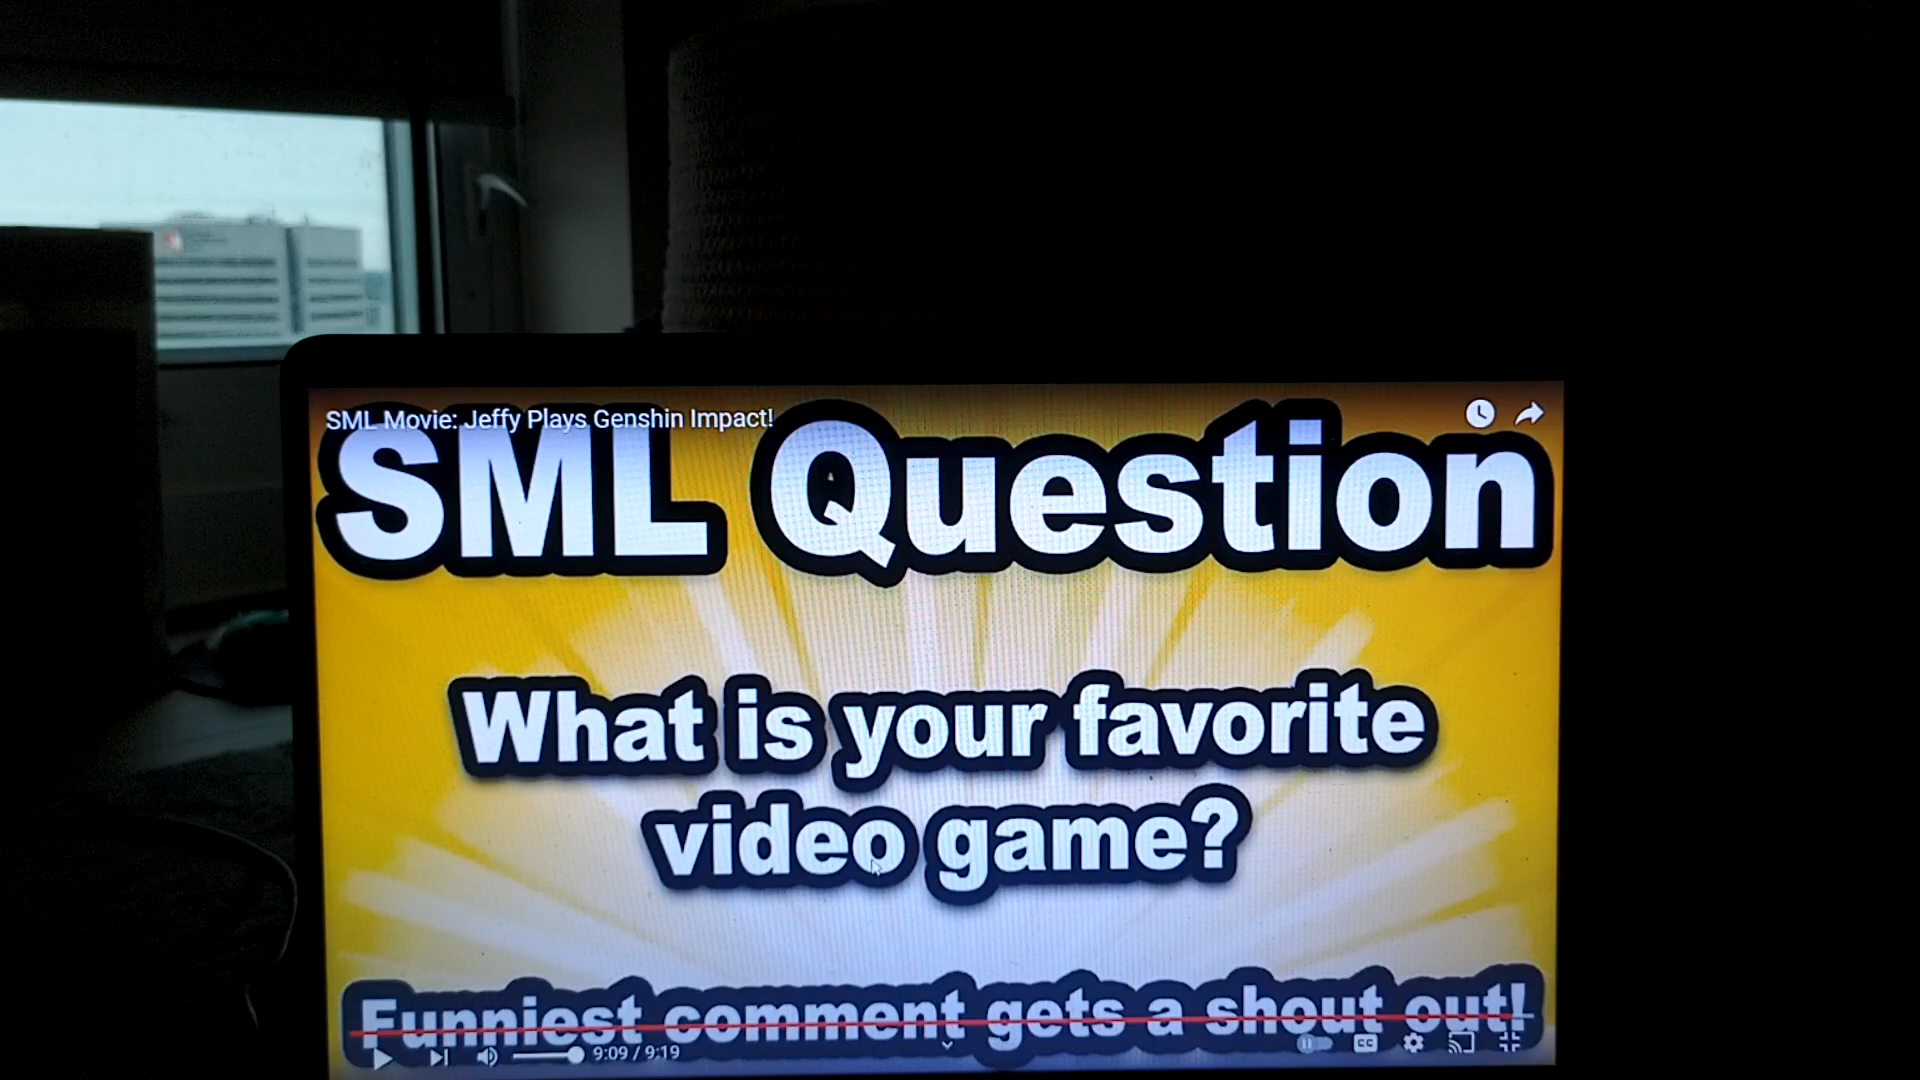 SML Movie: Jeffy Plays Genshin Impact!
SML Question
What is your favorite
video game?
Funniest comment gets a shout out!
9:09 / 9:19
CC